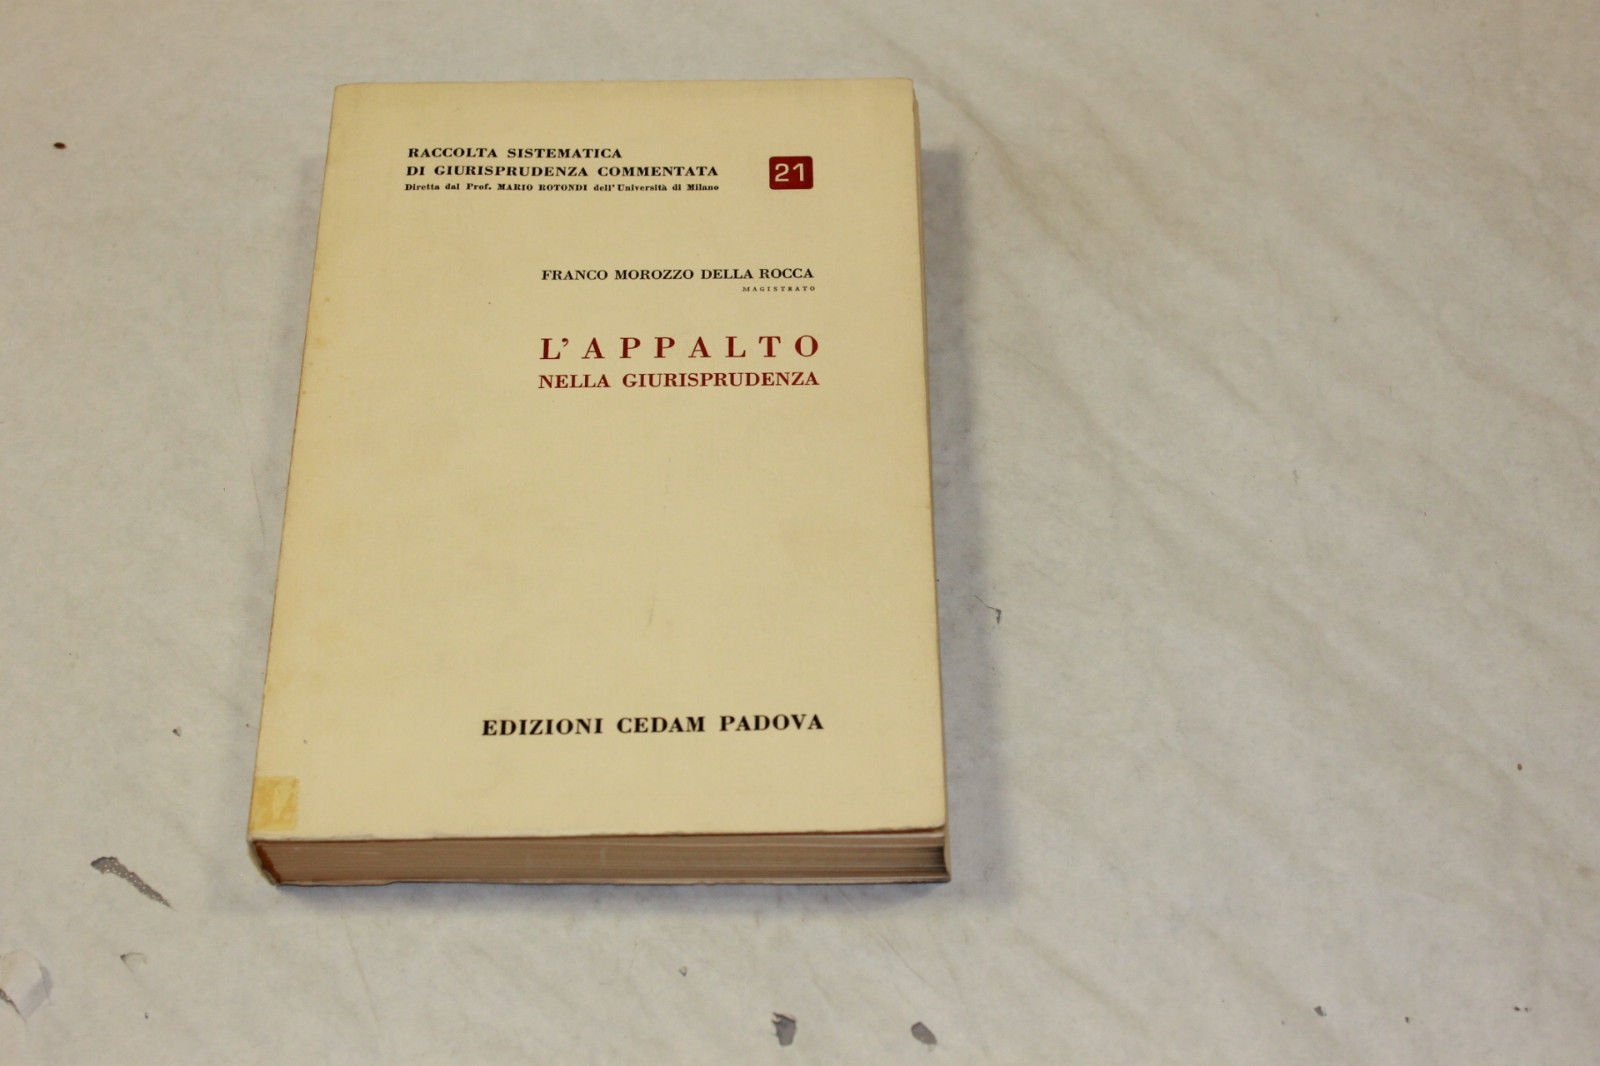 RACCOLTA SISTEMATICA
DI GIURISPRUDENZA COMMENTATA
Diretta dal Prof. MARIO ROTONDI dell'Università di Milano
21
FRANCO MOROZZO DELLA ROCCA
MAGISTRATO
L'APPALTO
NELLA GIURISPRUDENZA
EDIZIONI CEDAM PADOVA